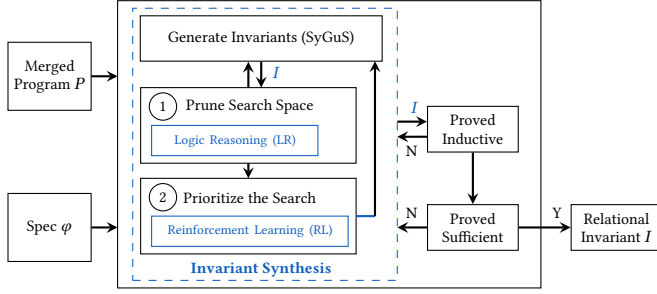 Generate Invariants (SyGuS)
I
Merged
Program P
1 Prune Search Space
Logic Reasoning (LR)
I
N
Proved
Inductive
2 Prioritize the Search
Reinforcement Learning (RL)
Invariant Synthesis
Spec φ
N
Proved
Sufficient
Y
Relational
Invariant I